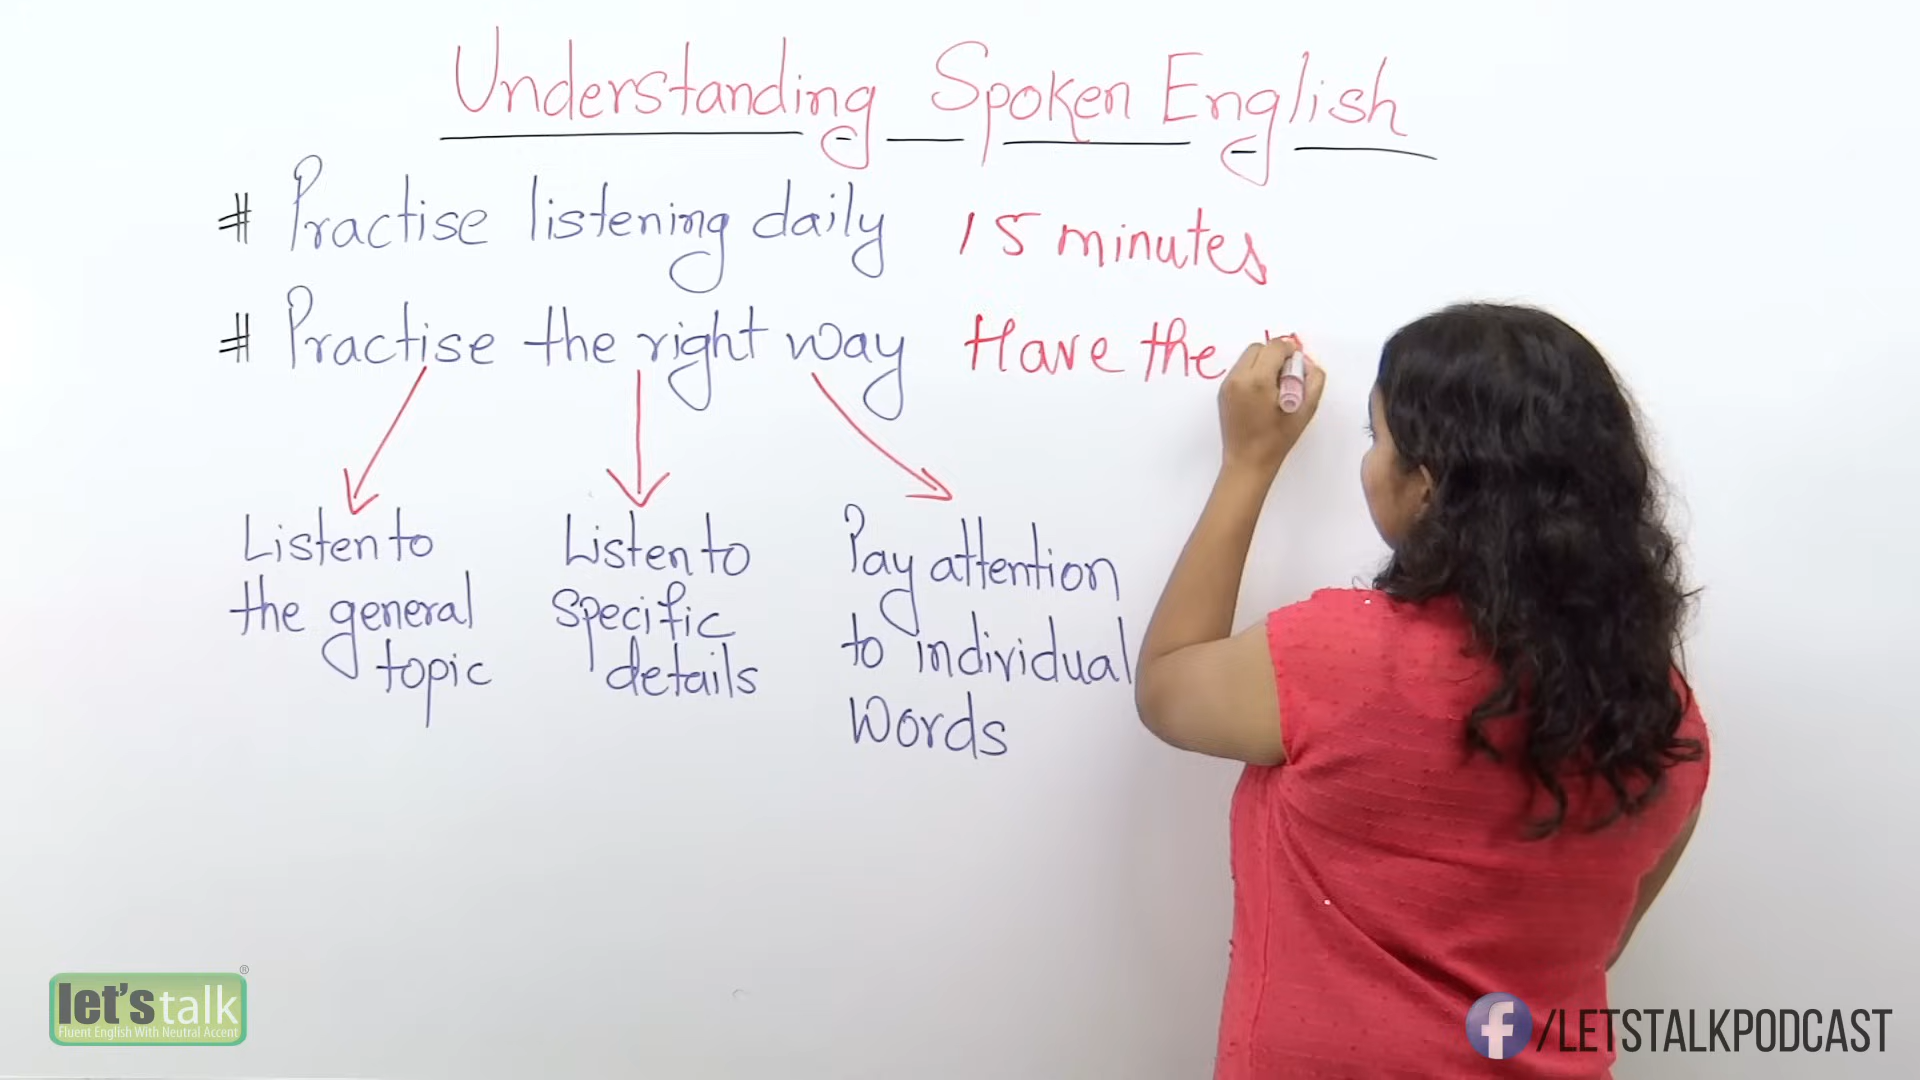 Understanding Spoken English
# Practise listening daily 15 minutes
# Practise the right way Have the
Listen to
the general
topic
Listen to
specific
details
Pay attention
to individual
Words
let's talk ®
Fluent English With Neutral Accent
f/LETSTALKPODCAST